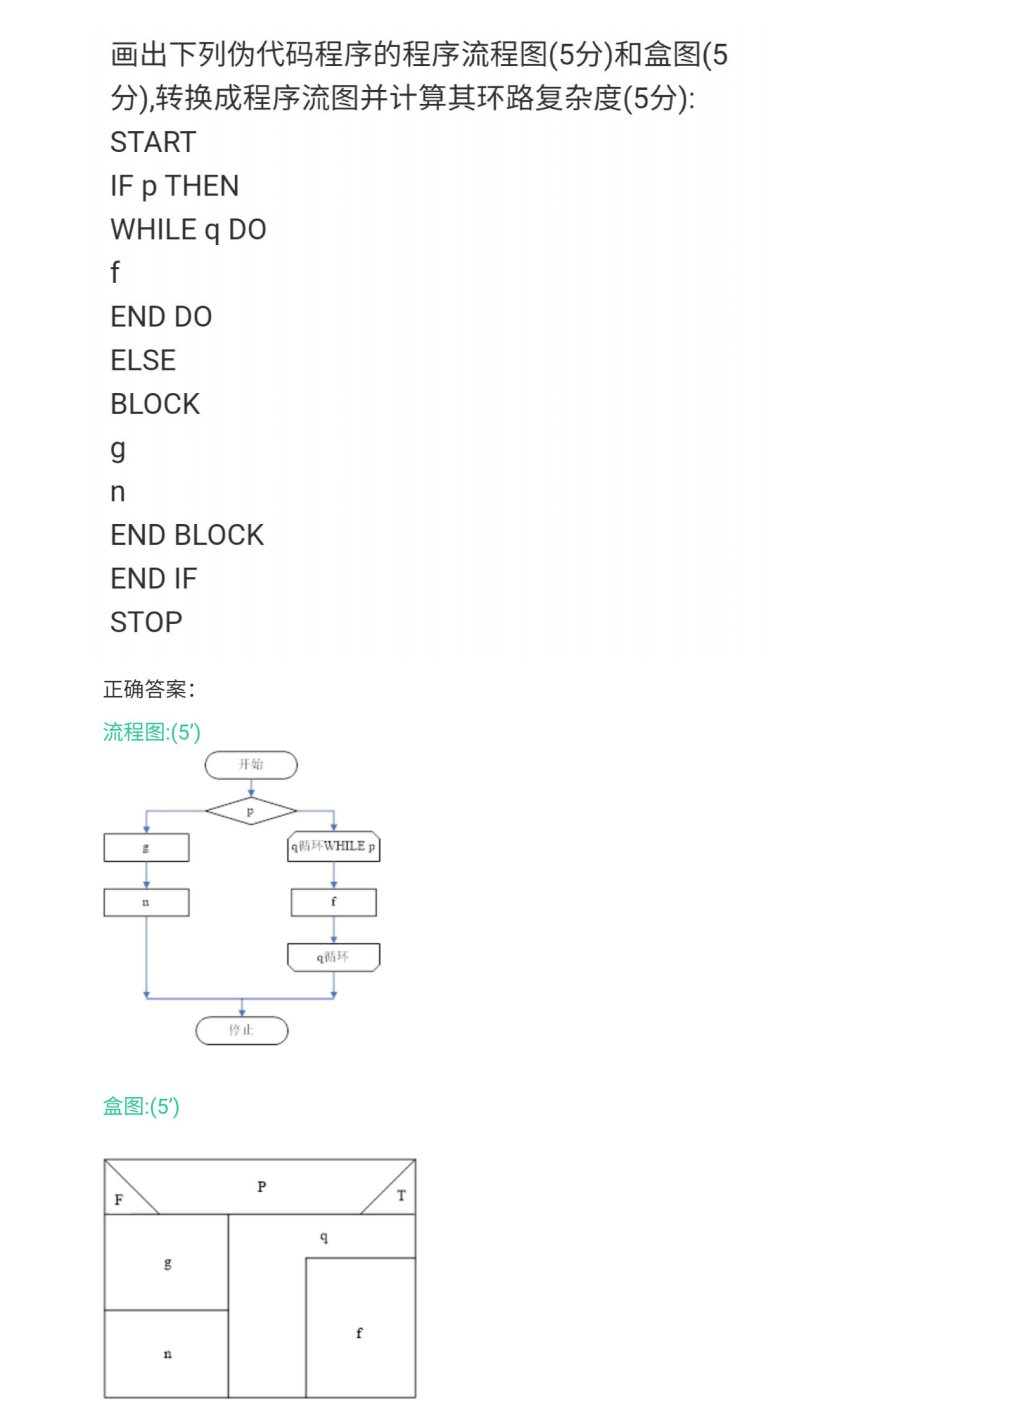 画出下列伪代码程序的程序流程图(5分)和盒图(5
分),转换成程序流图并计算其环路复杂度(5分):
START
IF p THEN
WHILE q DO
f
END DO
ELSE
BLOCK
g
n
END BLOCK
END IF
STOP
正确答案：
流程图:(5’)
开始
p
g
q循环WHILE p
n
f
q循环
停止
盒图:(5’)
P
F
T
q
g
f
n